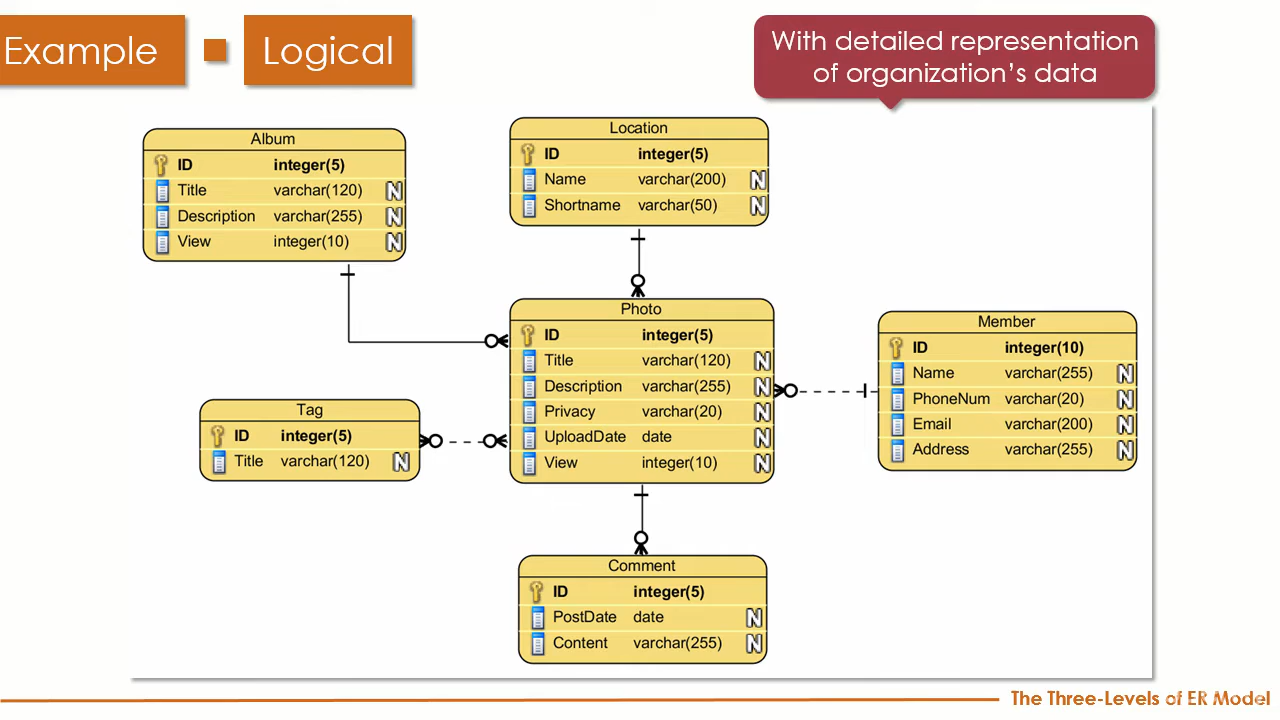 Example
Logical
With detailed representation
of organization's data
Album
ID integer(5)
Title varchar(120) N
Description varchar(255) N
View integer(10) N
Location
ID integer(5)
Name varchar(200) N
Shortname varchar(50) N
Photo
ID integer(5)
Title varchar(120) N
Description varchar(255) N
Privacy varchar(20) N
UploadDate date N
View integer(10) N
Member
ID integer(10)
Name varchar(255) N
PhoneNum varchar(20) N
Email varchar(200) N
Address varchar(255) N
Tag
ID integer(5)
Title varchar(120) N
Comment
ID integer(5)
PostDate date N
Content varchar(255) N
The Three-Levels of ER Model